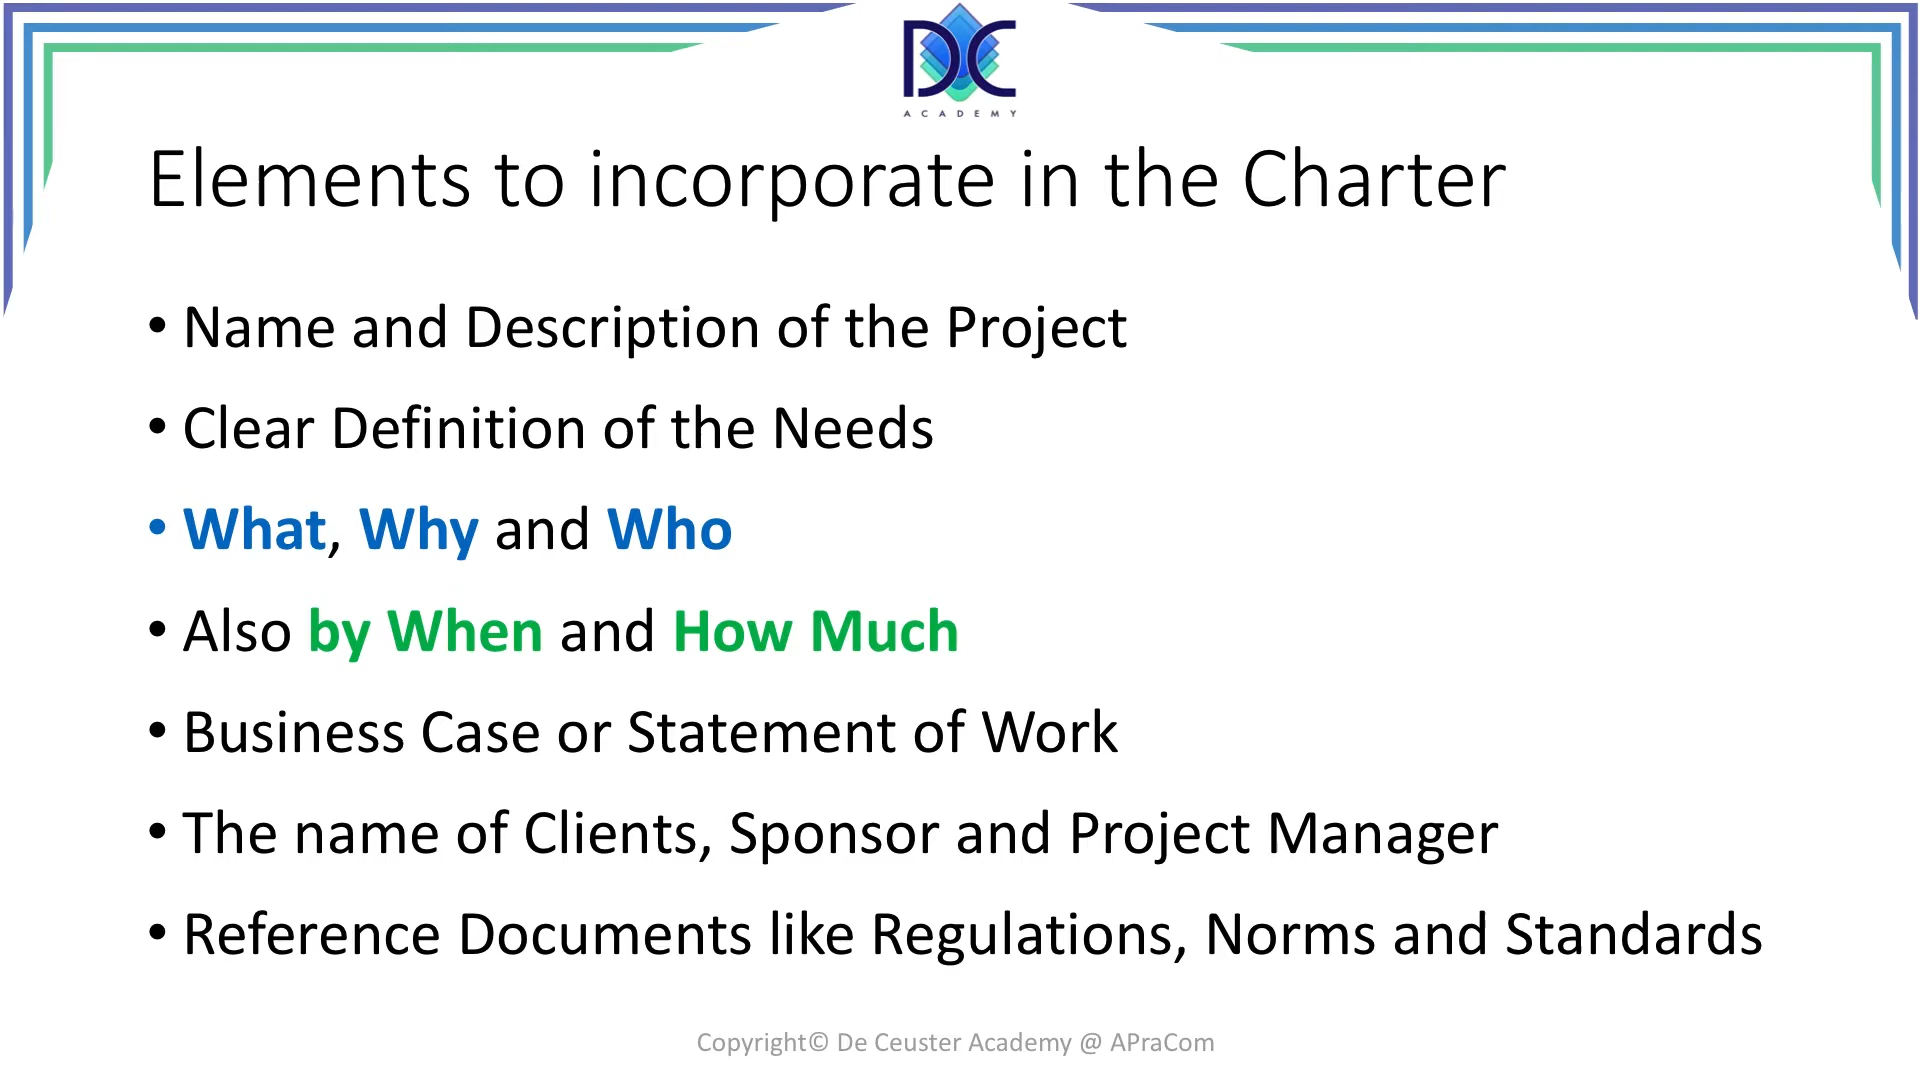 DC
ACADEMY
Elements to incorporate in the Charter
• Name and Description of the Project
• Clear Definition of the Needs
• What, Why and Who
• Also by When and How Much
• Business Case or Statement of Work
• The name of Clients, Sponsor and Project Manager
• Reference Documents like Regulations, Norms and Standards
Copyright© De Ceuster Academy @ APraCom